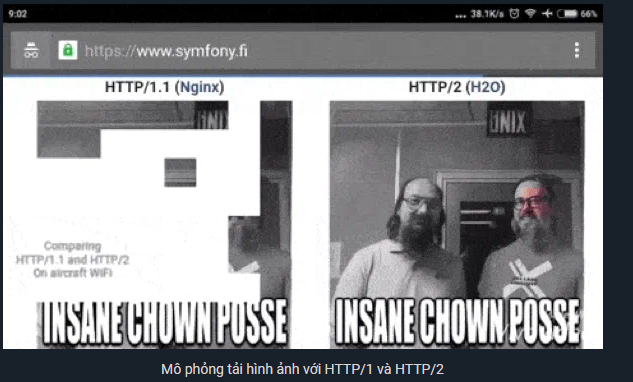 9:02
... 38.1K/s 66%
https://www.symfony.fi
HTTP/1.1 (Nginx)
HTTP/2 (H2O)
UNIX
UNIX
Comparing
HTTP/1.1 and HTTP/2
On aircraft WiFi
INSANE CHOWN POSSE
INSANE CHOWN POSSE
Mô phỏng tải hình ảnh với HTTP/1 và HTTP/2